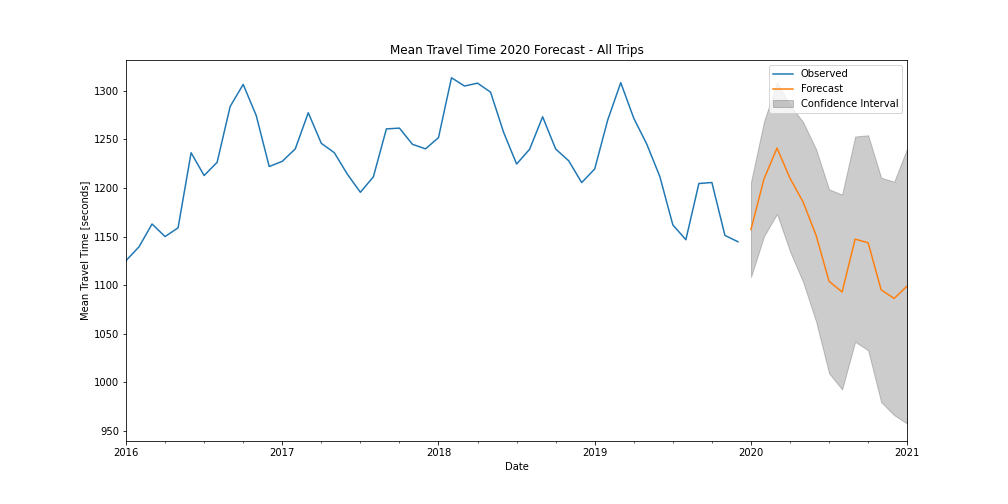 Mean Travel Time 2020 Forecast - All Trips
Observed
Forecast
Confidence Interval
Mean Travel Time [seconds]
1300
1250
1200
1150
1100
1050
1000
950
2016 2017 2018 2019 2020 2021
Date